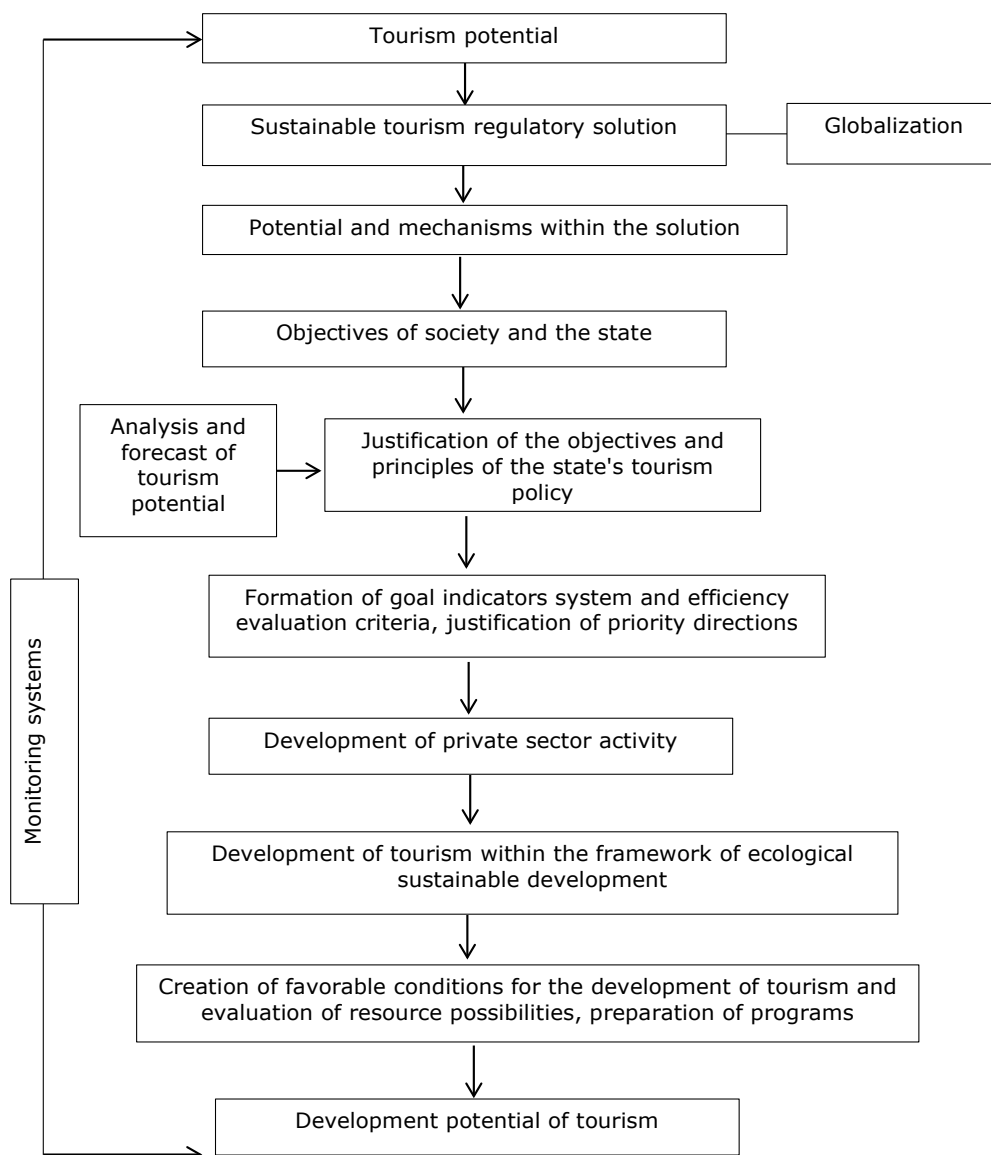 Tourism potential
Sustainable tourism regulatory solution
Globalization
Potential and mechanisms within the solution
Objectives of society and the state
Analysis and
forecast of
tourism
potential
Justification of the objectives and
principles of the state's tourism
policy
Formation of goal indicators system and efficiency
evaluation criteria, justification of priority directions
Monitoring systems
Development of private sector activity
Development of tourism within the framework of ecological
sustainable development
Creation of favorable conditions for the development of tourism and
evaluation of resource possibilities, preparation of programs
Development potential of tourism